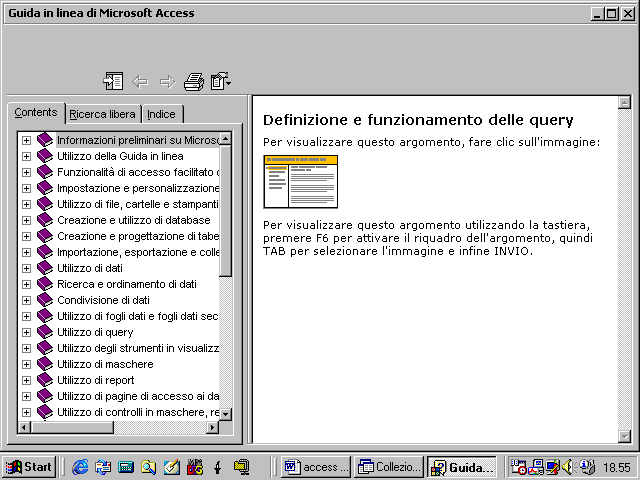 Guida in linea di Microsoft Access
Contents
Ricerca libera
Indice
Informazioni preliminari su Microso
Utilizzo della Guida in linea
Funzionalità di accesso facilitato
Impostazione e personalizzazione
Utilizzo di file, cartelle e stampanti
Creazione e utilizzo di database
Creazione e progettazione di tabe
Importazione, esportazione e colle
Utilizzo di dati
Ricerca e ordinamento di dati
Condivisione di dati
Utilizzo di fogli dati e fogli dati sec
Utilizzo di query
Utilizzo degli strumenti in visualizz
Utilizzo di maschere
Utilizzo di report
Utilizzo di pagine di accesso ai da
Utilizzo di controlli in maschere, re
Definizione e funzionamento delle query
Per visualizzare questo argomento, fare clic sull'immagine:
Per visualizzare questo argomento utilizzando la tastiera,
premere F6 per attivare il riquadro dell'argomento, quindi
TAB per selezionare l'immagine e infine INVIO.
Start
access ...
Collezio...
Guida...
18.55